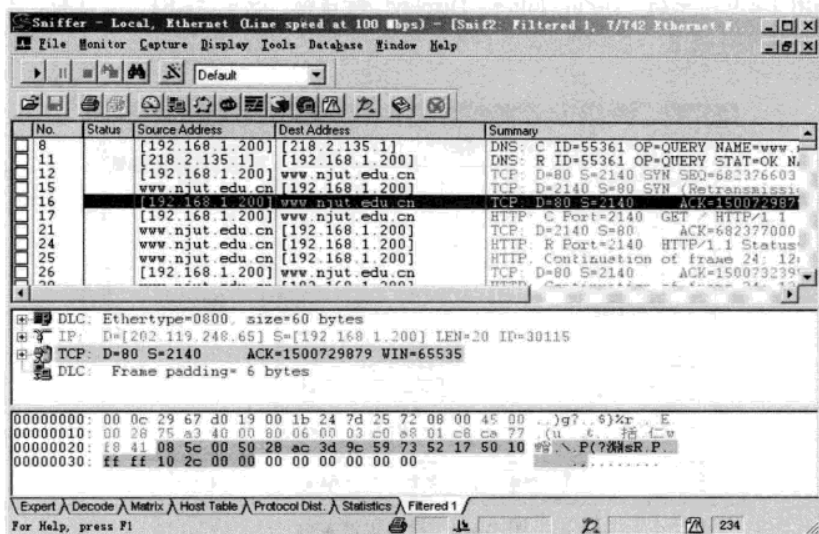 Sniffer - Local, Ethernet (Line speed at 100 Mbps) - [Snif2: Filtered 1, 7/742 Ethernet F
File Monitor Capture Display Tools Database Window Help
Default
No. Status Source Address Dest Address Summary
8 [192.168.1.200] [218.2.135.1] DNS: C ID=55361 OP=QUERY NAME=www.
11 [218.2.135.1] [192.168.1.200] DNS: R ID=55361 OP=QUERY STAT=OK N
12 [192.168.1.200] www.njut.edu.cn TCP: D=80 S=2140 SYN SEQ=682376603
15 www.njut.edu.cn [192.168.1.200] TCP: D=2140 S=80 SYN (Retransmissio
16 [192.168.1.200] www.njut.edu.cn TCP: D=80 S=2140 ACK=150072987
17 [192.168.1.200] www.njut.edu.cn HTTP: C Port=2140 GET / HTTP/1.1
21 www.njut.edu.cn [192.168.1.200] TCP: D=2140 S=80 ACK=682377000
24 www.njut.edu.cn [192.168.1.200] HTTP: R Port=2140 HTTP/1.1 Status
25 www.njut.edu.cn [192.168.1.200] HTTP: Continuation of frame 24; 12
26 [192.168.1.200] www.njut.edu.cn TCP: D=80 S=2140 ACK=150073239
DLC: Ethertype=0800, size=60 bytes
IP: D=[202.119.248.65] S=[192.168.1.200] LEN=20 ID=30115
TCP: D=80 S=2140 ACK=1500729879 WIN=65535
DLC: Frame padding= 6 bytes
00000000: 00 0c 29 67 d0 19 00 1b 24 7d 25 72 08 00 45 00 ..)g?..$}%r..E.
00000010: 00 28 75 a3 40 00 80 06 00 03 c0 a8 01 c8 ca 77
00000020: f8 41 08 5c 00 50 28 ac 3d 9c 59 73 52 17 50 10
00000030: ff ff 10 2c 00 00 00 00 00 00 00 00
Expert Decode Matrix Host Table Protocol Dist. Statistics Filtered 1
For Help, press F1 234